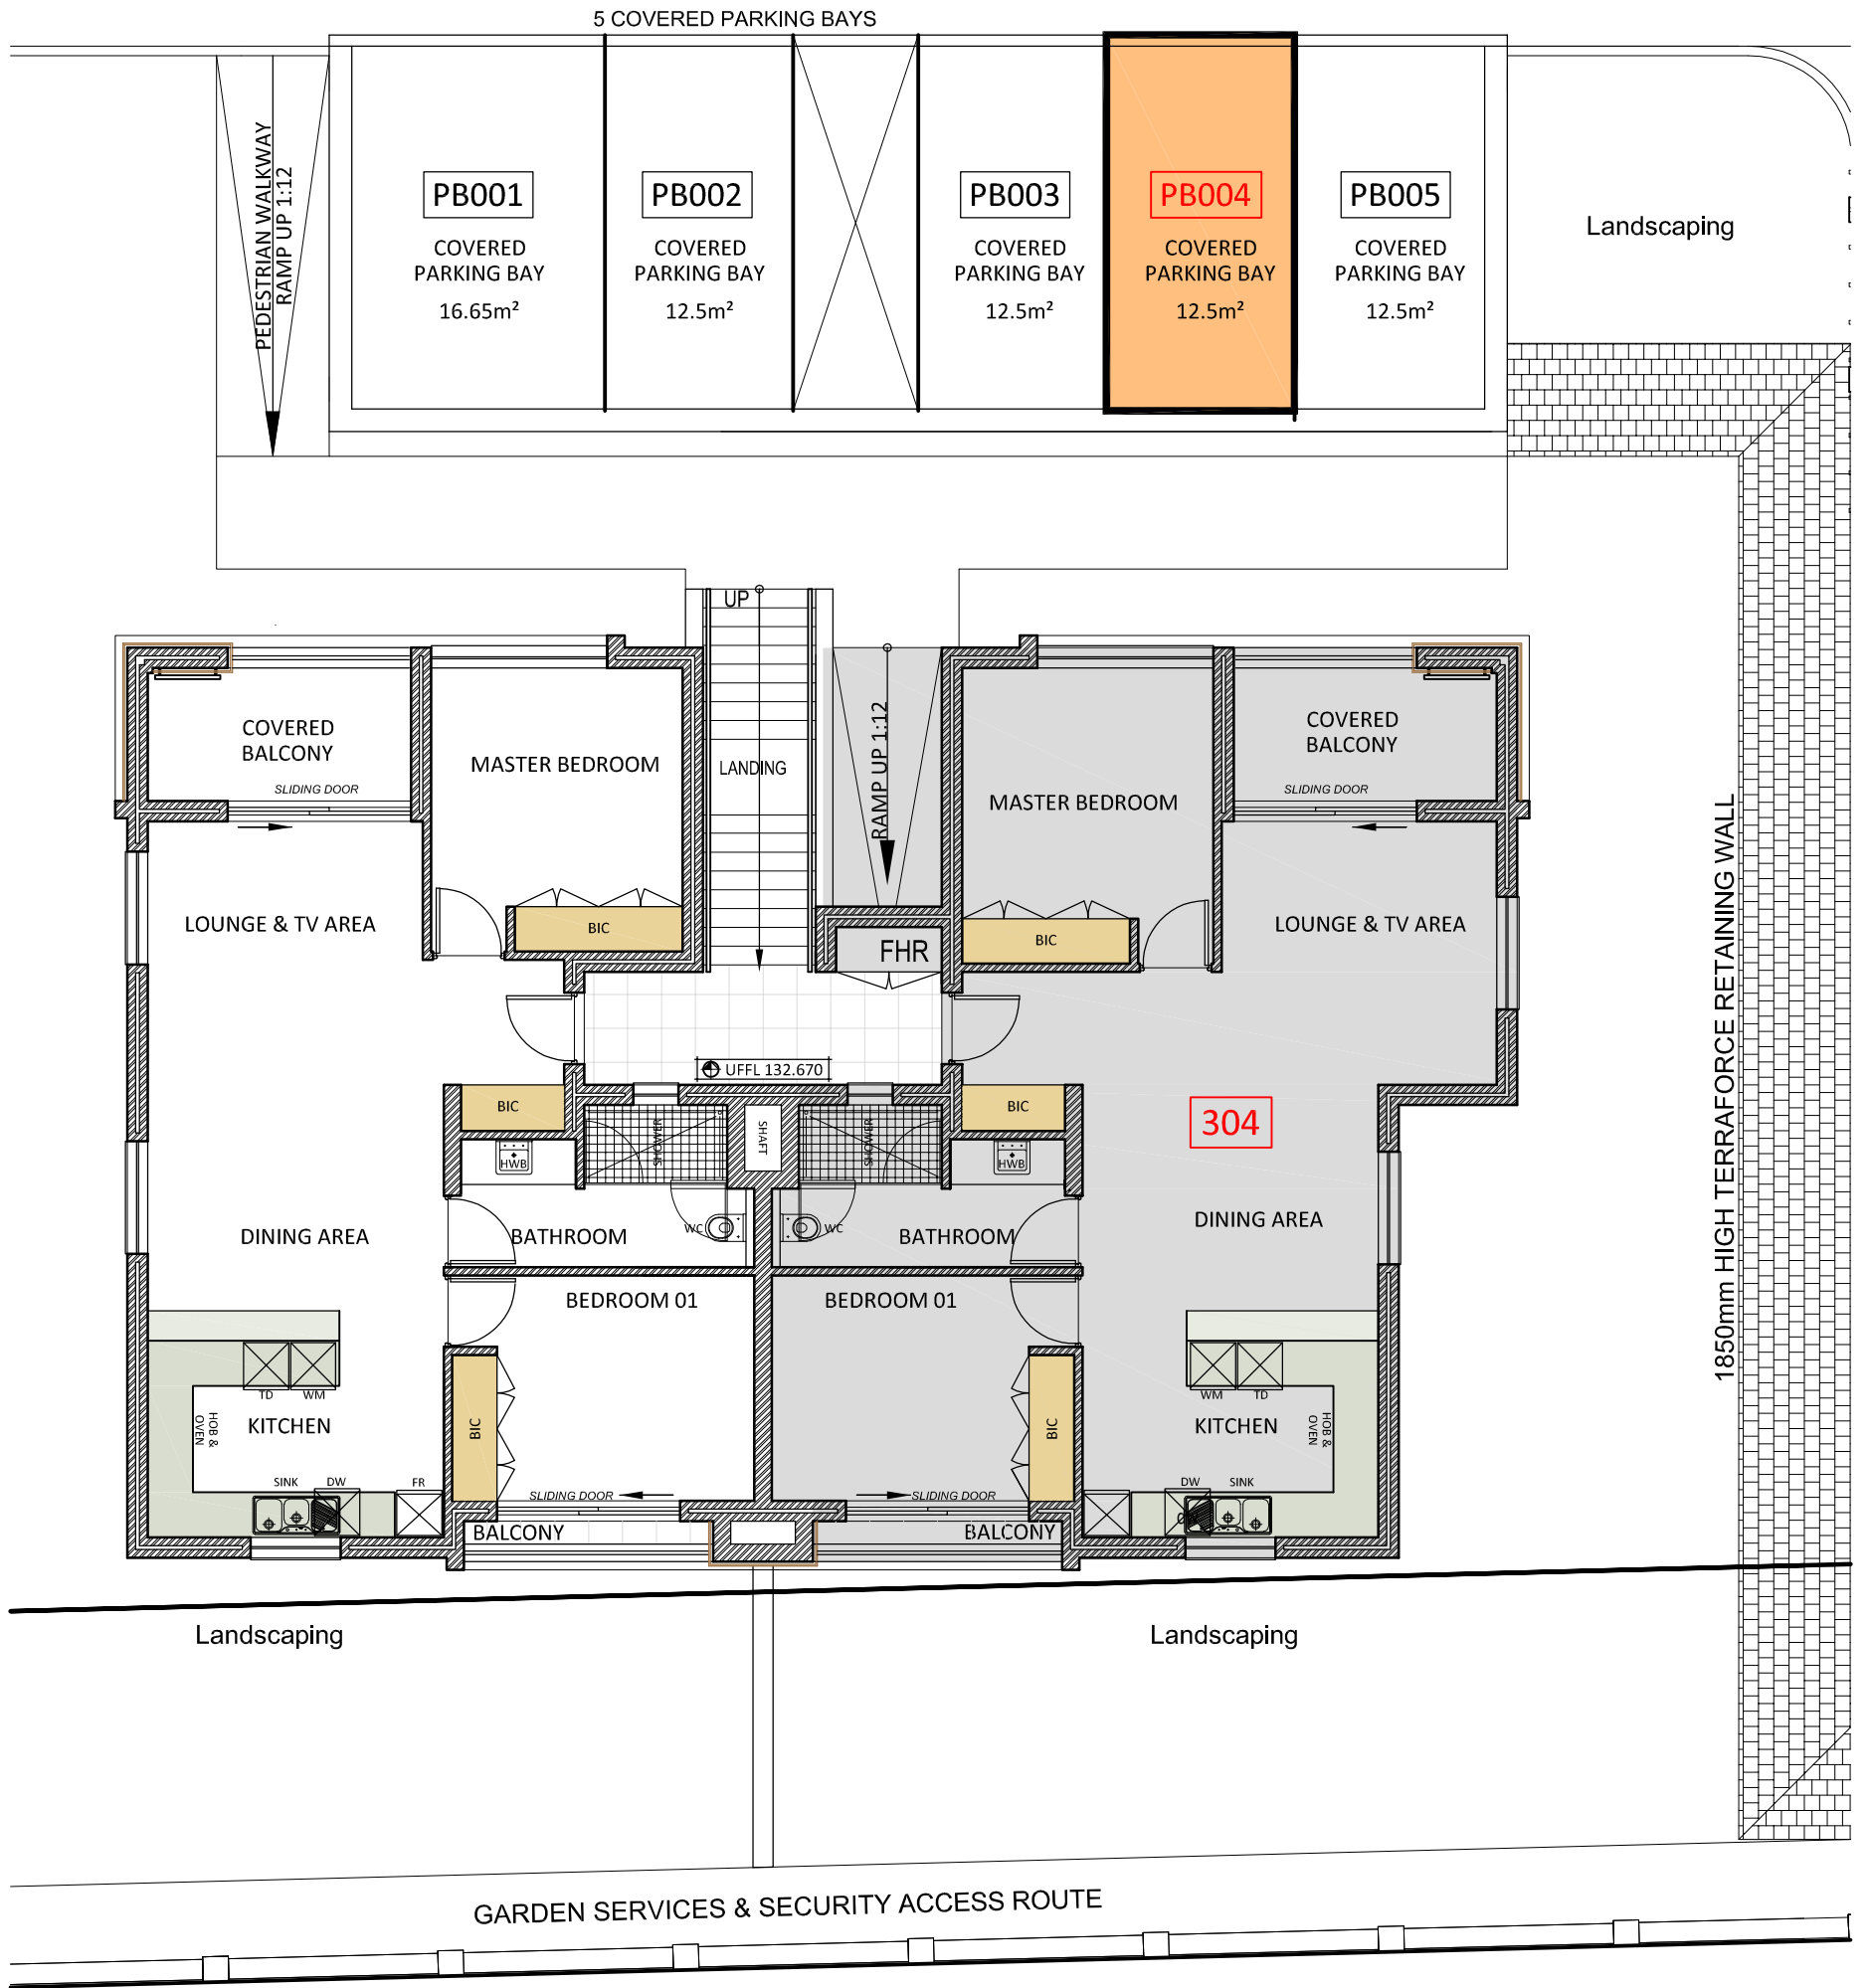 5 COVERED PARKING BAYS
PEDESTRIAN WALKWAY
RAMP UP 1:12
PB001
COVERED
PARKING BAY
16.65m²
PB002
COVERED
PARKING BAY
12.5m²
PB003
COVERED
PARKING BAY
12.5m²
PB004
COVERED
PARKING BAY
12.5m²
PB005
COVERED
PARKING BAY
12.5m²
Landscaping
UP
LANDING
RAMP UP 1:12
FHR
UFFL 132.670
COVERED
BALCONY
SLIDING DOOR
MASTER BEDROOM
BIC
LOUNGE & TV AREA
BIC
HWB
SHOWER
SHAFT
WC
BATHROOM
DINING AREA
BEDROOM 01
BIC
TD
WM
KITCHEN
HOB &
OVEN
SINK
DW
FR
SLIDING DOOR
BALCONY
MASTER BEDROOM
COVERED
BALCONY
SLIDING DOOR
BIC
LOUNGE & TV AREA
BIC
304
SHOWER
HWB
WC
BATHROOM
DINING AREA
BEDROOM 01
BIC
WM
TD
KITCHEN
HOB &
OVEN
DW
SINK
SLIDING DOOR
BALCONY
1850mm HIGH TERRAFORCE RETAINING WALL
Landscaping
Landscaping
GARDEN SERVICES & SECURITY ACCESS ROUTE